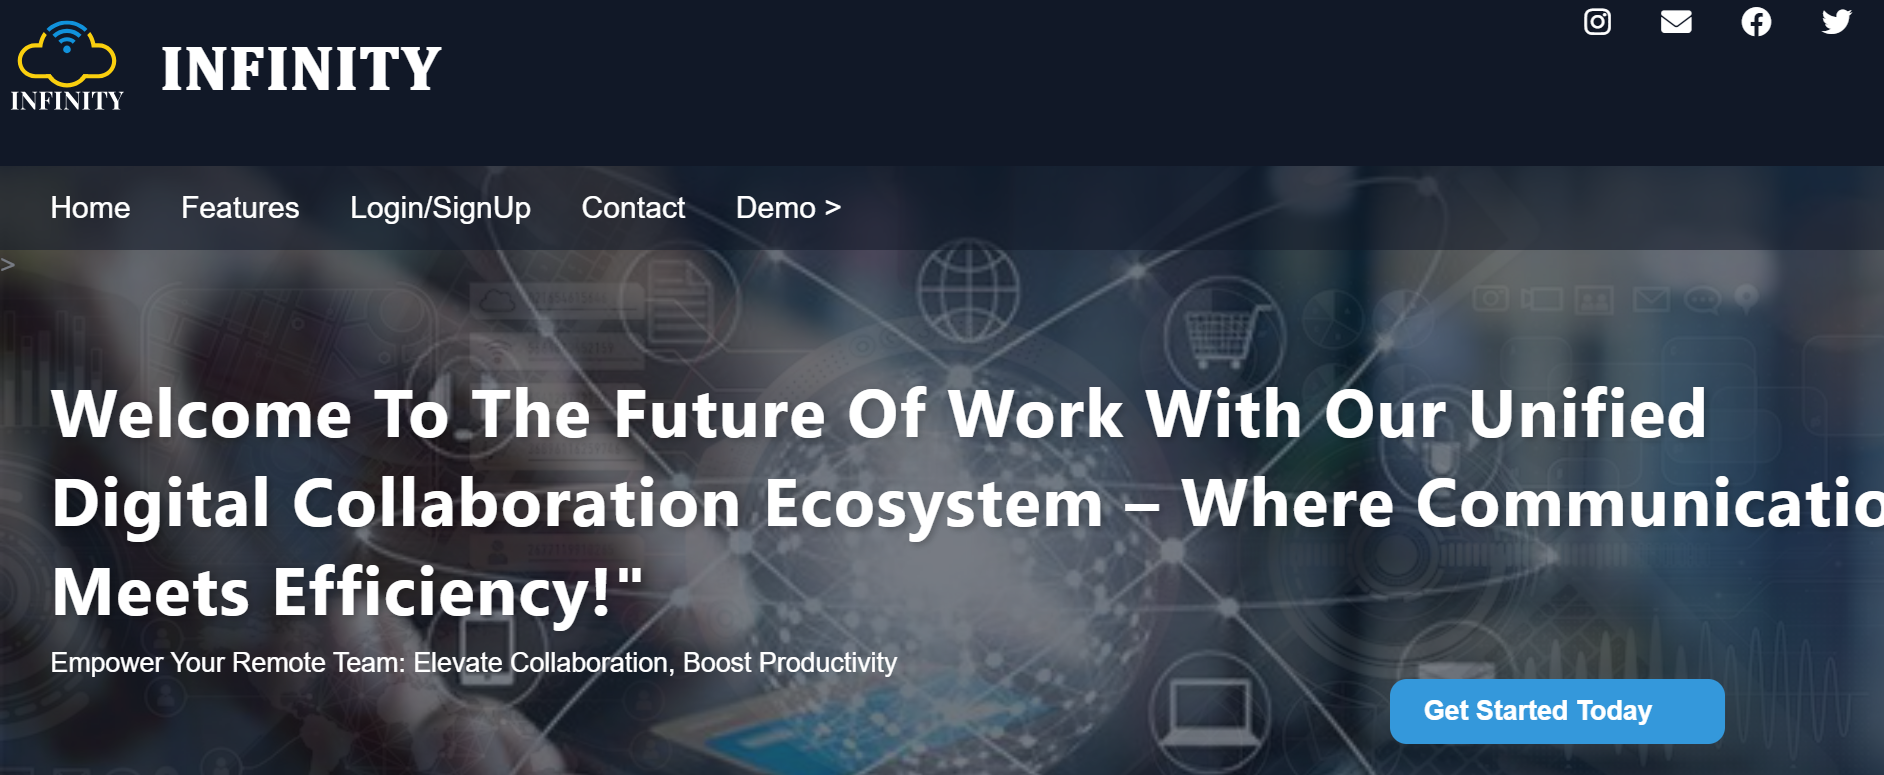 INFINITY
INFINITY
Home Features Login/SignUp Contact Demo >
>
Welcome To The Future Of Work With Our Unified
Digital Collaboration Ecosystem – Where Communicatio
Meets Efficiency!"
Empower Your Remote Team: Elevate Collaboration, Boost Productivity
Get Started Today